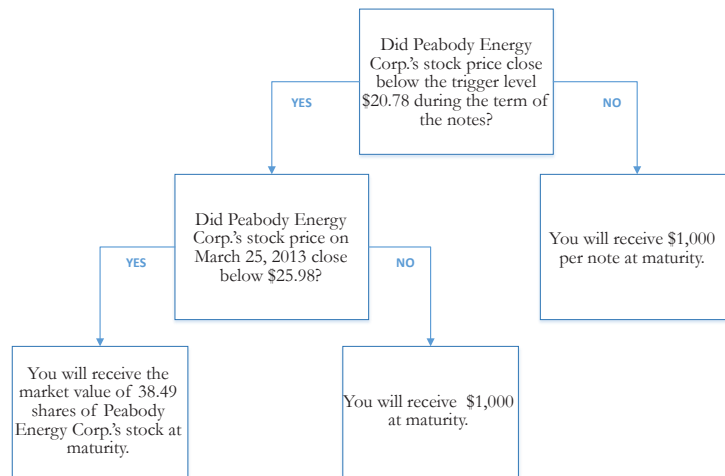 Did Peabody Energy
Corp.'s stock price close
below the trigger level
$20.78 during the term of
the notes?
YES
NO
Did Peabody Energy
Corp.'s stock price on
March 25, 2013 close
below $25.98?
You will receive $1,000
per note at maturity.
YES
NO
You will receive the
market value of 38.49
shares of Peabody
Energy Corp.'s stock at
maturity.
You will receive $1,000
at maturity.